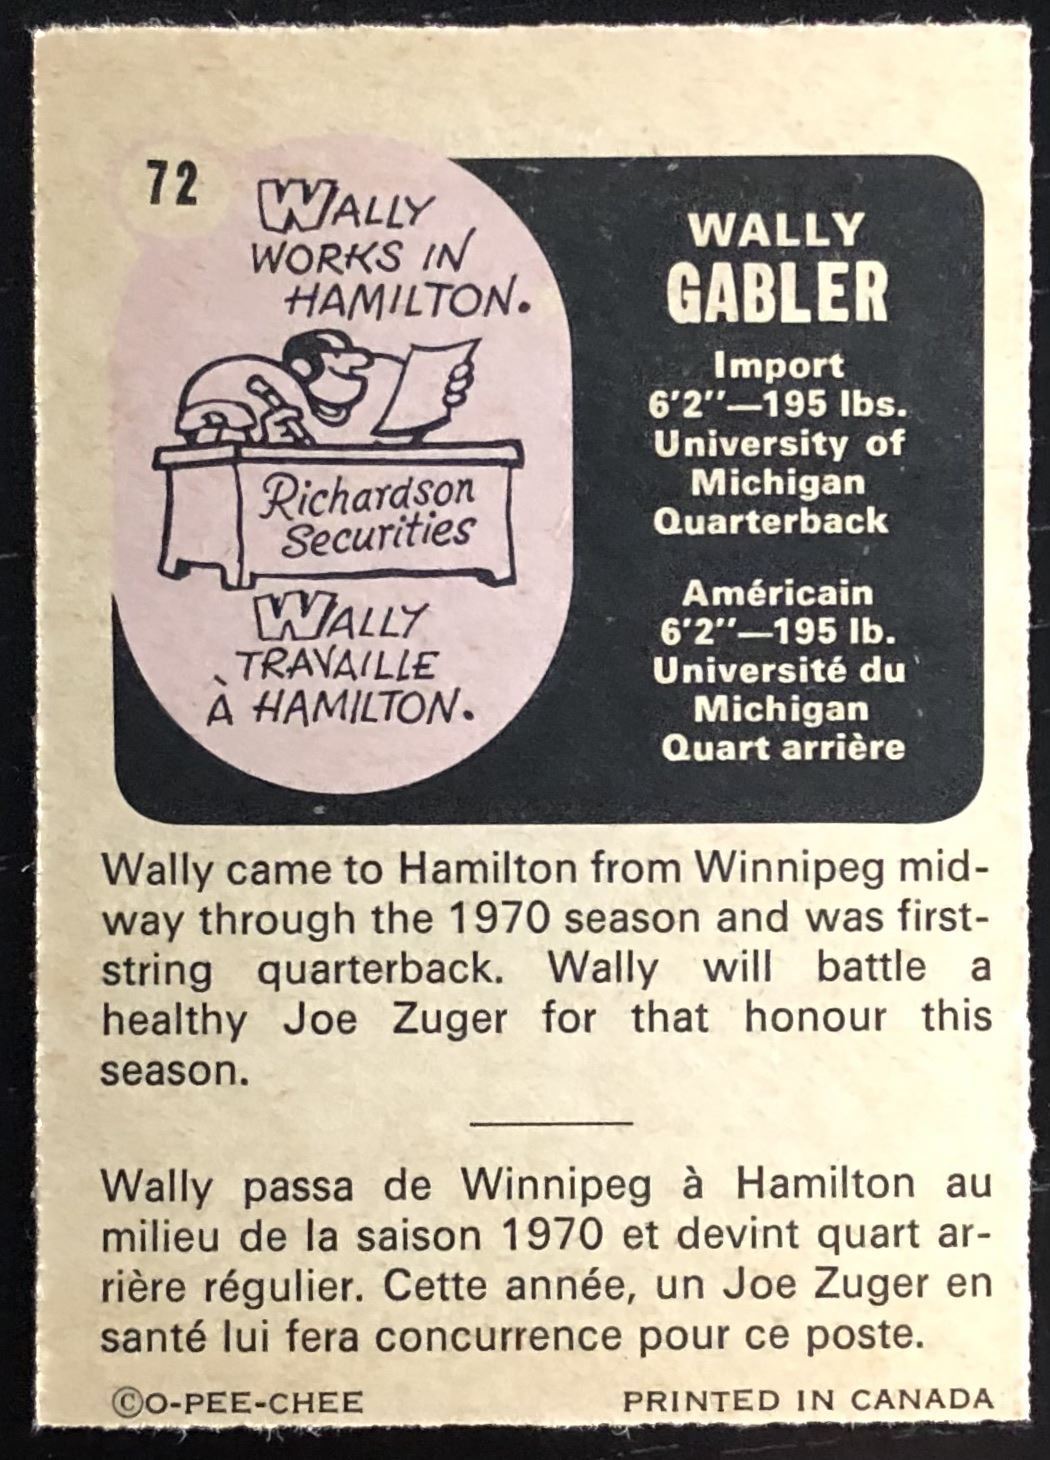 72
WALLY
WORKS IN
HAMILTON.
Richardson
Securities
WALLY
TRAVAILLE
À HAMILTON.
WALLY
GABLER
Import
6'2"—195 lbs.
University of
Michigan
Quarterback
Américain
6'2"—195 lb.
Université du
Michigan
Quart arrière
Wally came to Hamilton from Winnipeg mid-
way through the 1970 season and was first-
string quarterback. Wally will battle a
healthy Joe Zuger for that honour this
season.
Wally passa de Winnipeg à Hamilton au
milieu de la saison 1970 et devint quart ar-
rière régulier. Cette année, un Joe Zuger en
santé lui fera concurrence pour ce poste.
©O-PEE-CHEE PRINTED IN CANADA